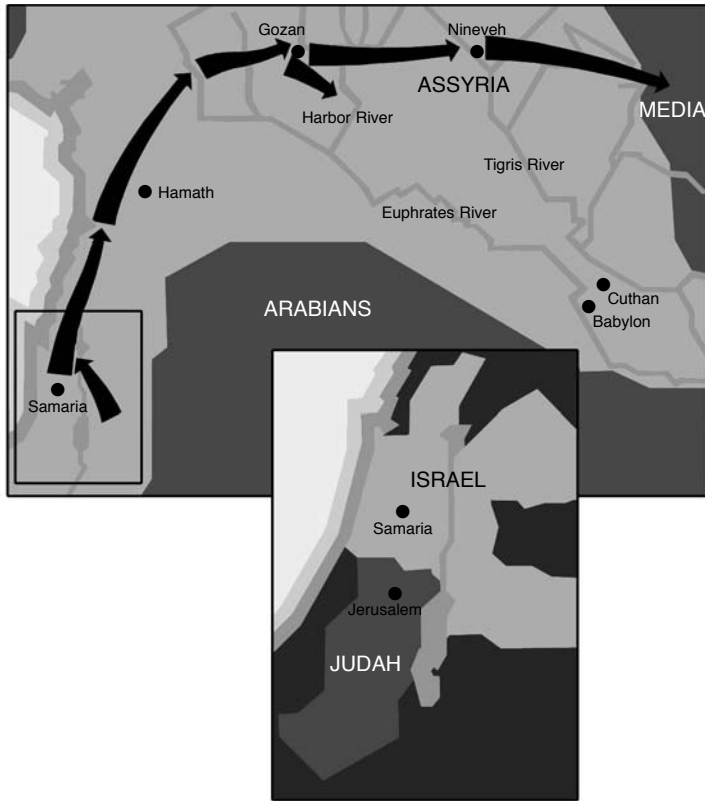 Gozan
Nineveh
ASSYRIA
MEDIA
Harbor River
Tigris River
Hamath
Euphrates River
Cuthan
ARABIANS
Babylon
Samaria
ISRAEL
Samaria
Jerusalem
JUDAH